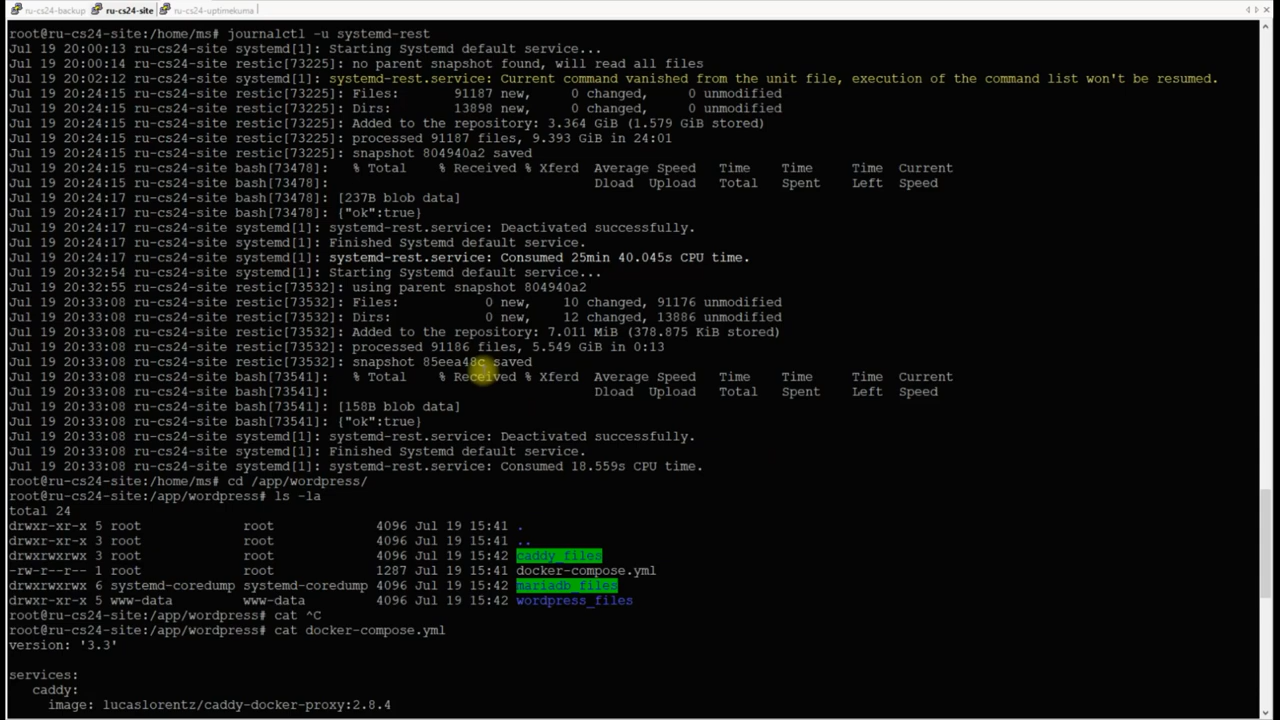 ru-cs24-backup ru-cs24-site ru-cs24-uptimekuma
root@ru-cs24-site:/home/ms# journalctl -u systemd-rest
Jul 19 20:00:13 ru-cs24-site systemd[1]: Starting Systemd default service...
Jul 19 20:00:14 ru-cs24-site restic[73225]: no parent snapshot found, will read all files
Jul 19 20:02:12 ru-cs24-site systemd[1]: systemd-rest.service: Current command vanished from the unit file, execution of the command list won't be resumed.
Jul 19 20:24:15 ru-cs24-site restic[73225]: Files: 91187 new, 0 changed, 0 unmodified
Jul 19 20:24:15 ru-cs24-site restic[73225]: Dirs: 13898 new, 0 changed, 0 unmodified
Jul 19 20:24:15 ru-cs24-site restic[73225]: Added to the repository: 3.364 GiB (1.579 GiB stored)
Jul 19 20:24:15 ru-cs24-site restic[73225]: processed 91187 files, 9.393 GiB in 24:01
Jul 19 20:24:15 ru-cs24-site restic[73225]: snapshot 804940a2 saved
Jul 19 20:24:15 ru-cs24-site bash[73478]: % Total % Received % Xferd Average Speed Time Time Time Current
Jul 19 20:24:15 ru-cs24-site bash[73478]: Dload Upload Total Spent Left Speed
Jul 19 20:24:17 ru-cs24-site bash[73478]: [237B blob data]
Jul 19 20:24:17 ru-cs24-site bash[73478]: {"ok":true}
Jul 19 20:24:17 ru-cs24-site systemd[1]: systemd-rest.service: Deactivated successfully.
Jul 19 20:24:17 ru-cs24-site systemd[1]: Finished Systemd default service.
Jul 19 20:24:17 ru-cs24-site systemd[1]: systemd-rest.service: Consumed 25min 40.045s CPU time.
Jul 19 20:32:54 ru-cs24-site systemd[1]: Starting Systemd default service...
Jul 19 20:32:55 ru-cs24-site restic[73532]: using parent snapshot 804940a2
Jul 19 20:33:08 ru-cs24-site restic[73532]: Files: 0 new, 10 changed, 91176 unmodified
Jul 19 20:33:08 ru-cs24-site restic[73532]: Dirs: 0 new, 12 changed, 13886 unmodified
Jul 19 20:33:08 ru-cs24-site restic[73532]: Added to the repository: 7.011 MiB (378.875 KiB stored)
Jul 19 20:33:08 ru-cs24-site restic[73532]: processed 91186 files, 5.549 GiB in 0:13
Jul 19 20:33:08 ru-cs24-site restic[73532]: snapshot 85eea48c saved
Jul 19 20:33:08 ru-cs24-site bash[73541]: % Total % Received % Xferd Average Speed Time Time Time Current
Jul 19 20:33:08 ru-cs24-site bash[73541]: Dload Upload Total Spent Left Speed
Jul 19 20:33:08 ru-cs24-site bash[73541]: [158B blob data]
Jul 19 20:33:08 ru-cs24-site bash[73541]: {"ok":true}
Jul 19 20:33:08 ru-cs24-site systemd[1]: systemd-rest.service: Deactivated successfully.
Jul 19 20:33:08 ru-cs24-site systemd[1]: Finished Systemd default service.
Jul 19 20:33:08 ru-cs24-site systemd[1]: systemd-rest.service: Consumed 18.559s CPU time.
root@ru-cs24-site:/home/ms# cd /app/wordpress/
root@ru-cs24-site:/app/wordpress# ls -la
total 24
drwxr-xr-x 5 root root 4096 Jul 19 15:41 .
drwxr-xr-x 3 root root 4096 Jul 19 15:41 ..
drwxrwxrwx 3 root root 4096 Jul 19 15:42 caddy_files
-rw-r--r-- 1 root root 1287 Jul 19 15:41 docker-compose.yml
drwxrwxrwx 6 systemd-coredump systemd-coredump 4096 Jul 19 15:42 mariadb_files
drwxr-xr-x 5 www-data www-data 4096 Jul 19 15:42 wordpress_files
root@ru-cs24-site:/app/wordpress# cat ^C
root@ru-cs24-site:/app/wordpress# cat docker-compose.yml
version: '3.3'
services:
caddy:
image: lucaslorentz/caddy-docker-proxy:2.8.4